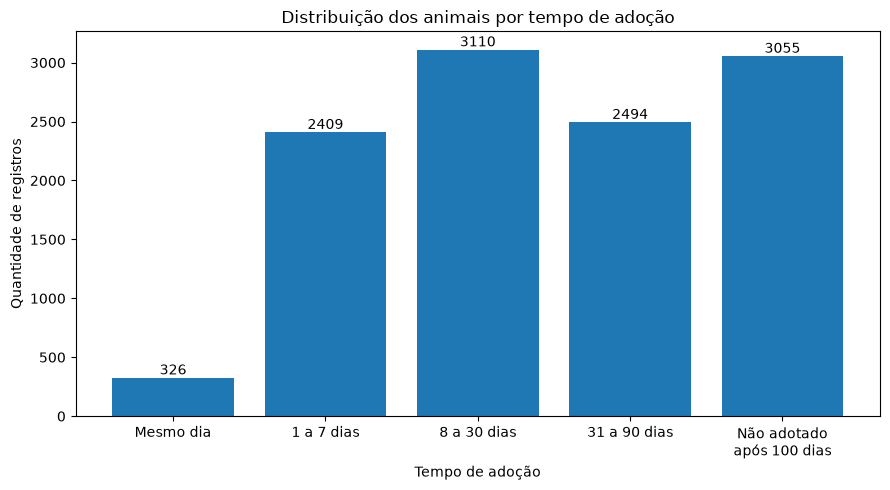 Distribuição dos animais por tempo de adoção
Quantidade de registros
3000
2500
2000
1500
1000
500
0
326
2409
3110
2494
3055
Mesmo dia
1 a 7 dias
8 a 30 dias
31 a 90 dias
Não adotado
após 100 dias
Tempo de adoção